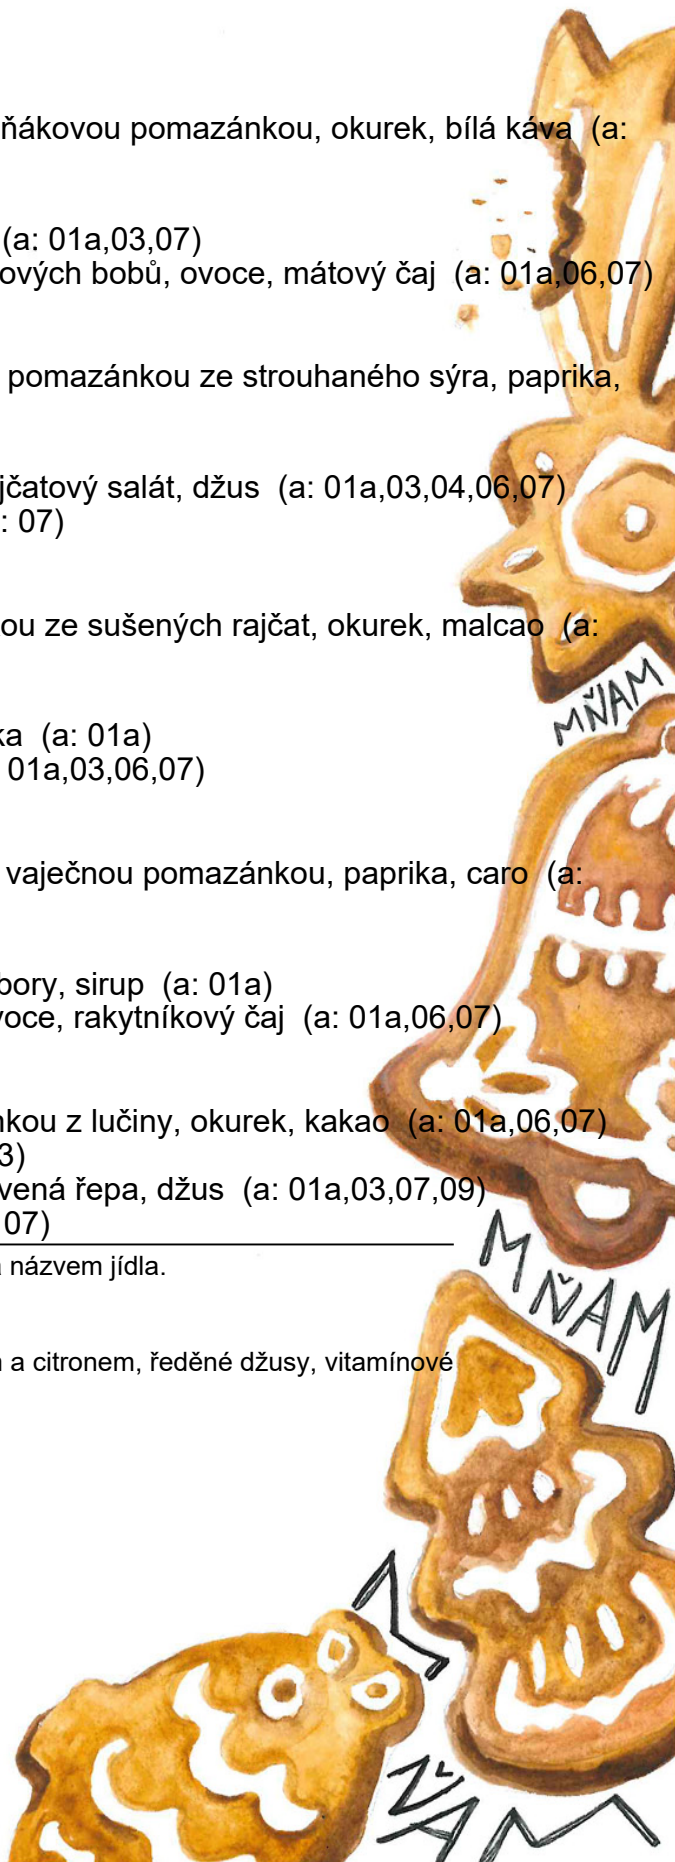 ňákovou pomazánkou, okurek, bílá káva (a:
(a: 01a,03,07)
ových bobů, ovoce, mátový čaj (a: 01a,06,07)
pomazánkou ze strouhaného sýra, paprika,
jčatový salát, džus (a: 01a,03,04,06,07)
: 07)
ou ze sušených rajčat, okurek, malcao (a:
MŇAM
ka (a: 01a)
01a,03,06,07)
vaječnou pomazánkou, paprika, caro (a:
bory, sirup (a: 01a)
voce, rakytníkový čaj (a: 01a,06,07)
nkou z lučiny, okurek, kakao (a: 01a,06,07)
3)
vená řepa, džus (a: 01a,03,07,09)
07)
a názvem jídla.
MŇAM
a citronem, ředěné džusy, vitamínové
MŇAM